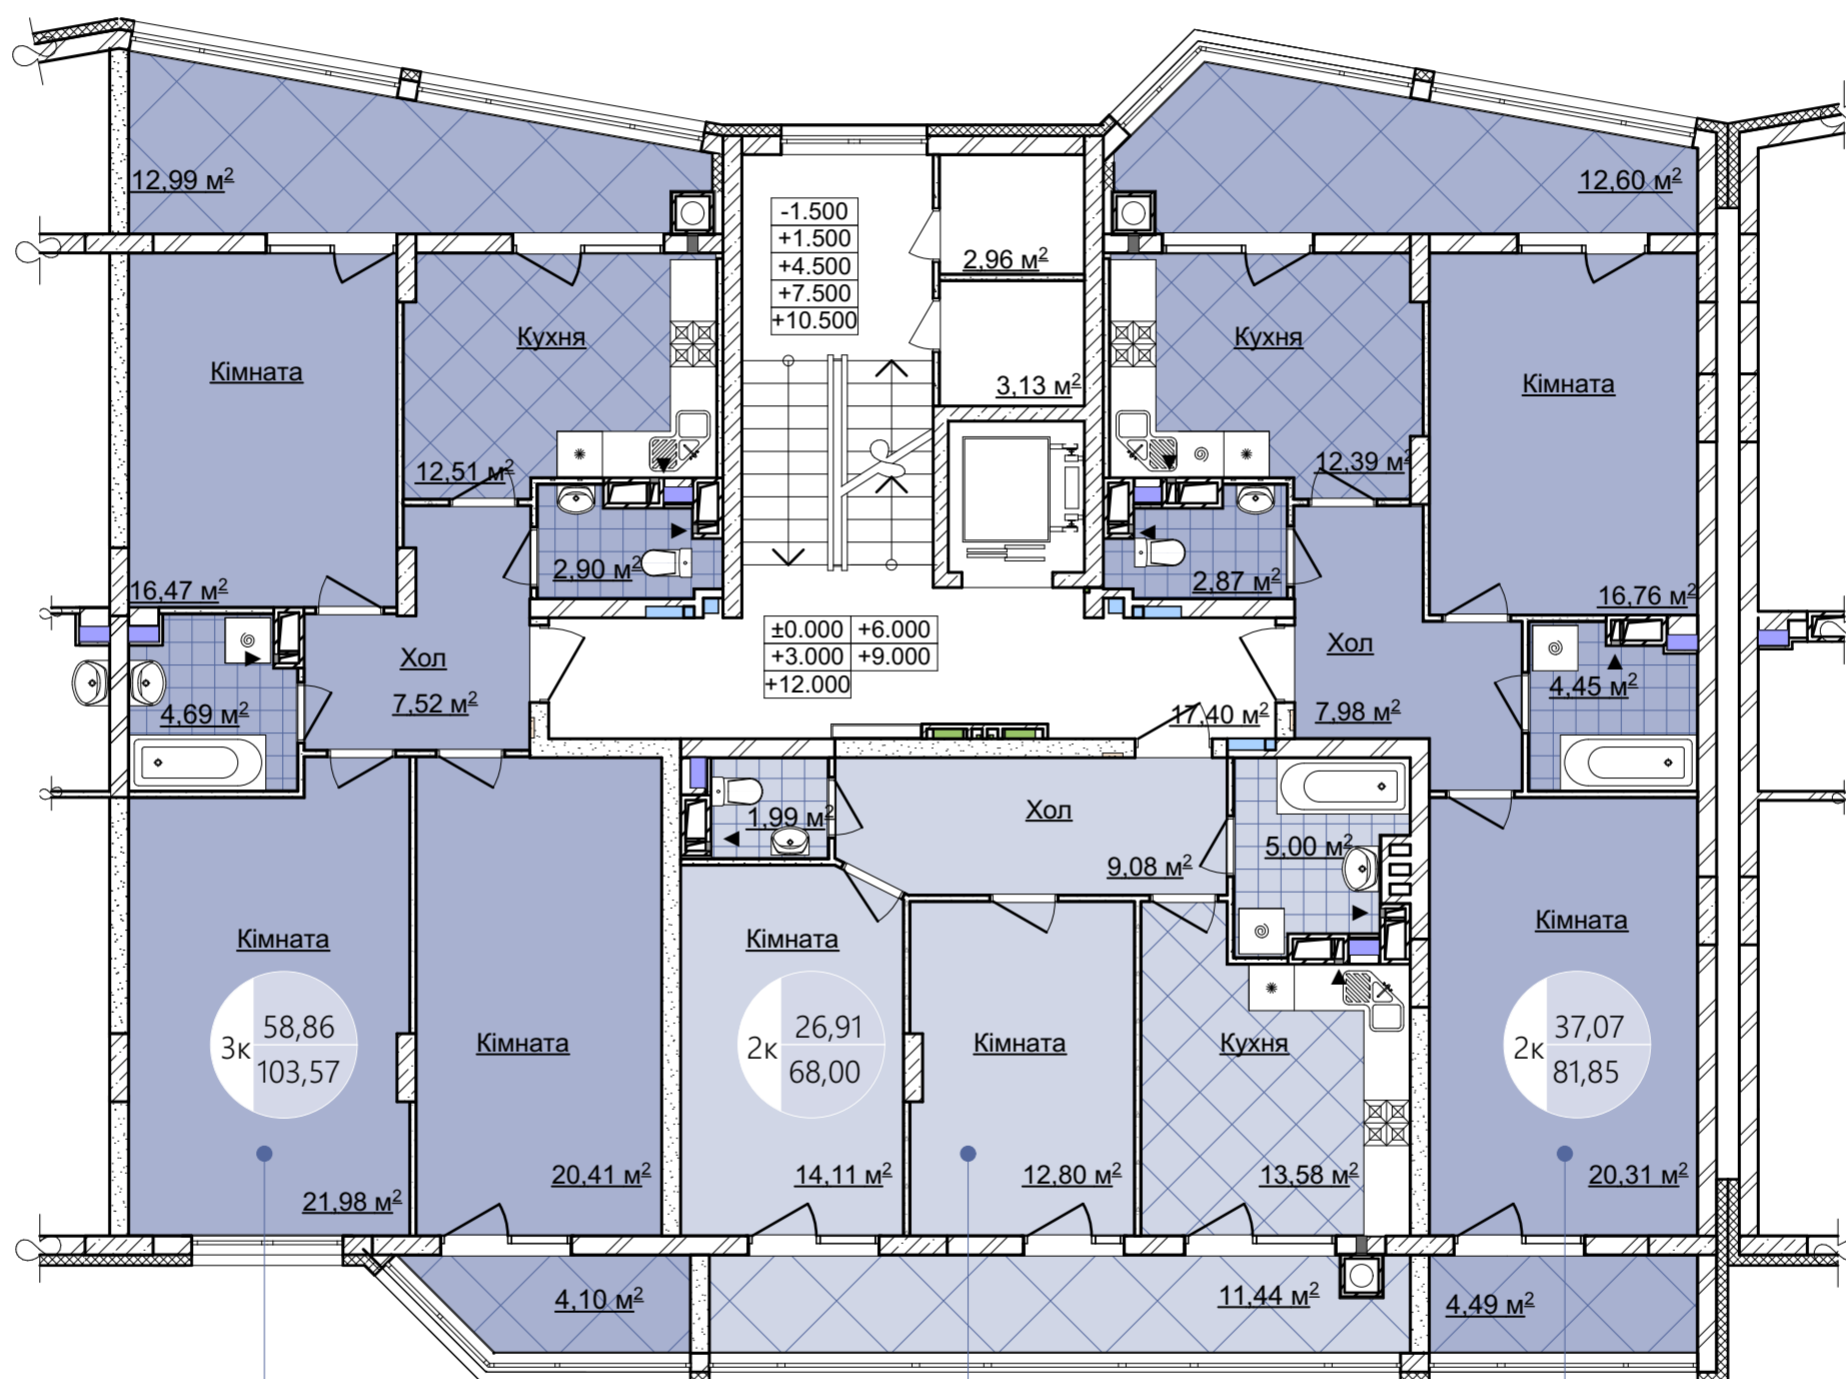 12,99 м²
12,60 м²
-1.500
+1.500
+4.500
+7.500
+10.500
2,96 м²
3,13 м²
Кімната
Кухня
Кухня
Кімната
12,51 м²
12,39 м²
16,47 м²
2,90 м²
2,87 м²
16,76 м²
±0.000 +6.000
+3.000 +9.000
+12.000
Хол
7,52 м²
4,69 м²
17,40 м²
Хол
7,98 м²
4,45 м²
1,99 м²
Хол
9,08 м²
5,00 м²
Кімната
3к
58,86
103,57
21,98 м²
Кімната
20,41 м²
Кімната
2к
26,91
68,00
14,11 м²
Кімната
12,80 м²
Кухня
13,58 м²
Кімната
2к
37,07
81,85
20,31 м²
4,10 м²
11,44 м²
4,49 м²